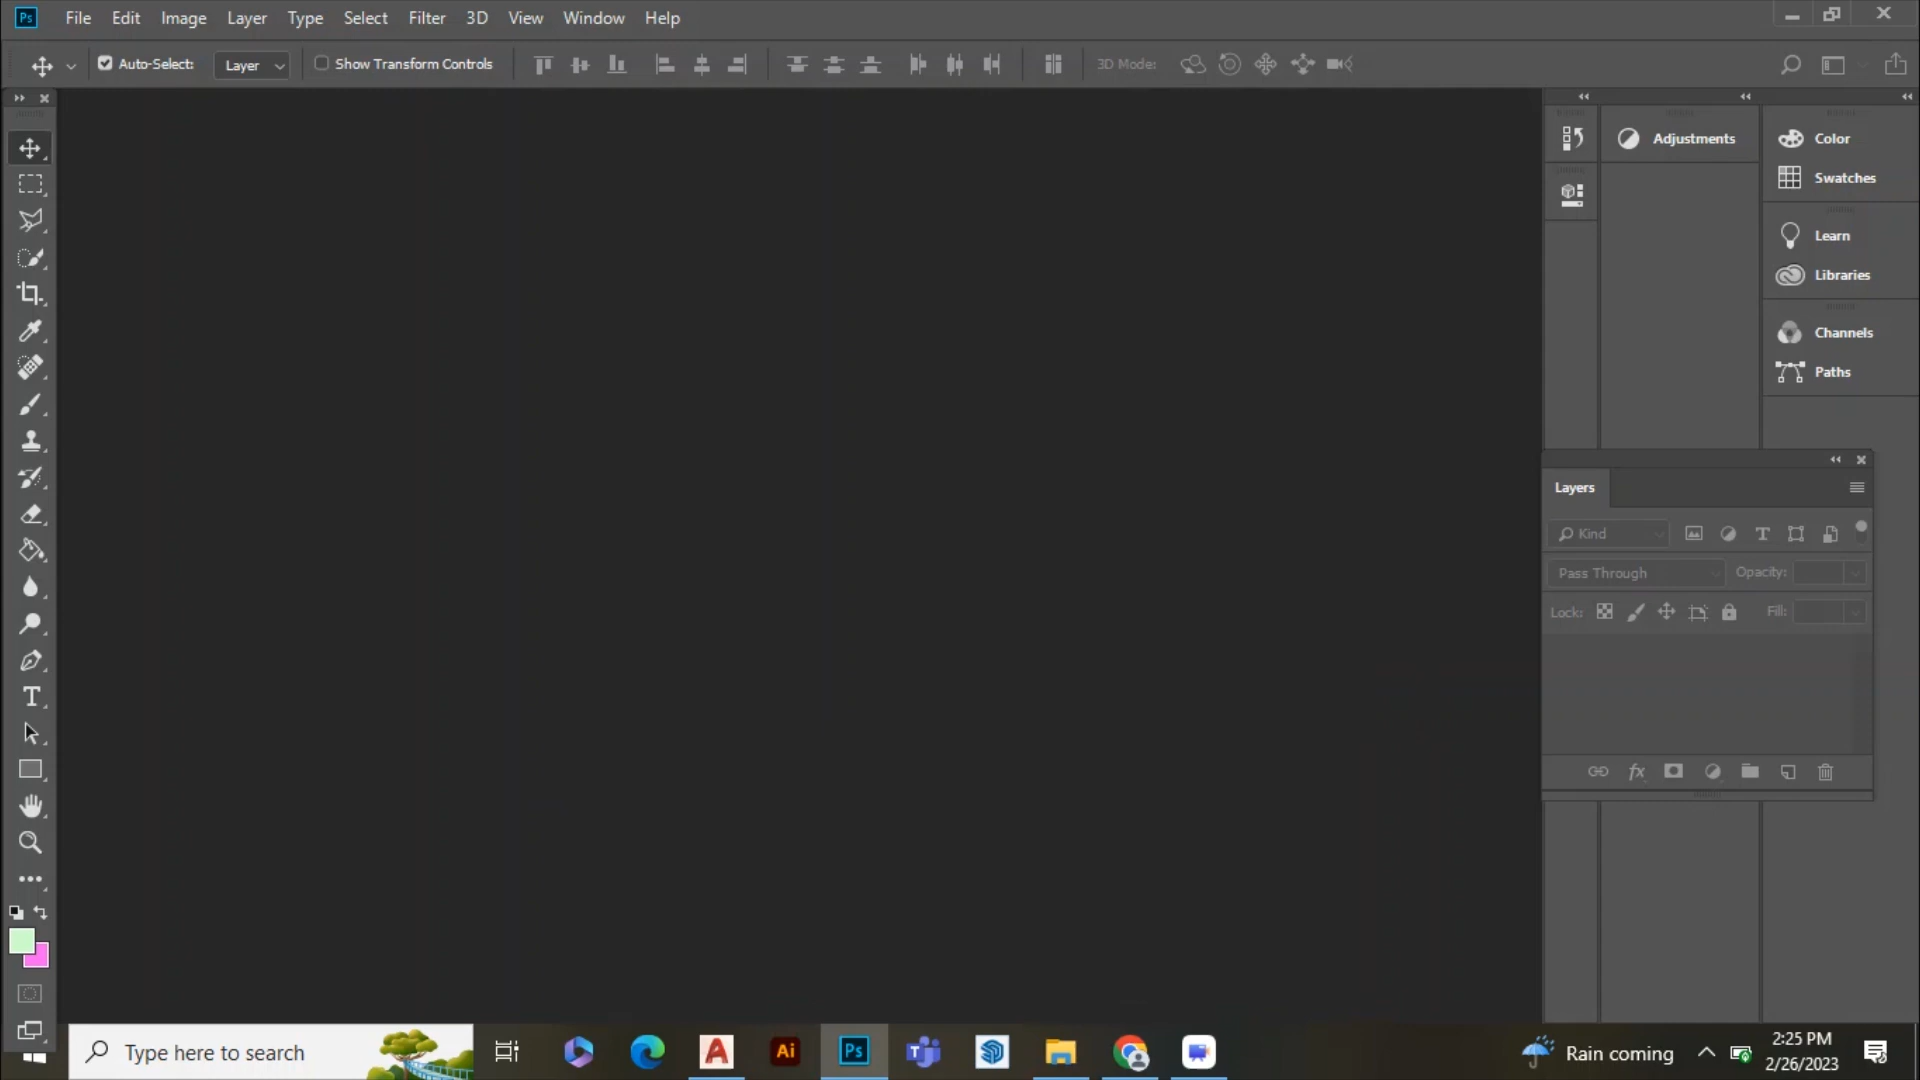 Ps File Edit Image Layer Type Select Filter 3D View Window Help
Auto-Select: Layer Show Transform Controls 3D Mode:
Adjustments
Color
Swatches
Learn
Libraries
Channels
Paths
Layers
Kind
Pass Through Opacity:
Lock: Fill:
fx
Type here to search
Ai
Ps
Rain coming
2:25 PM
2/26/2023